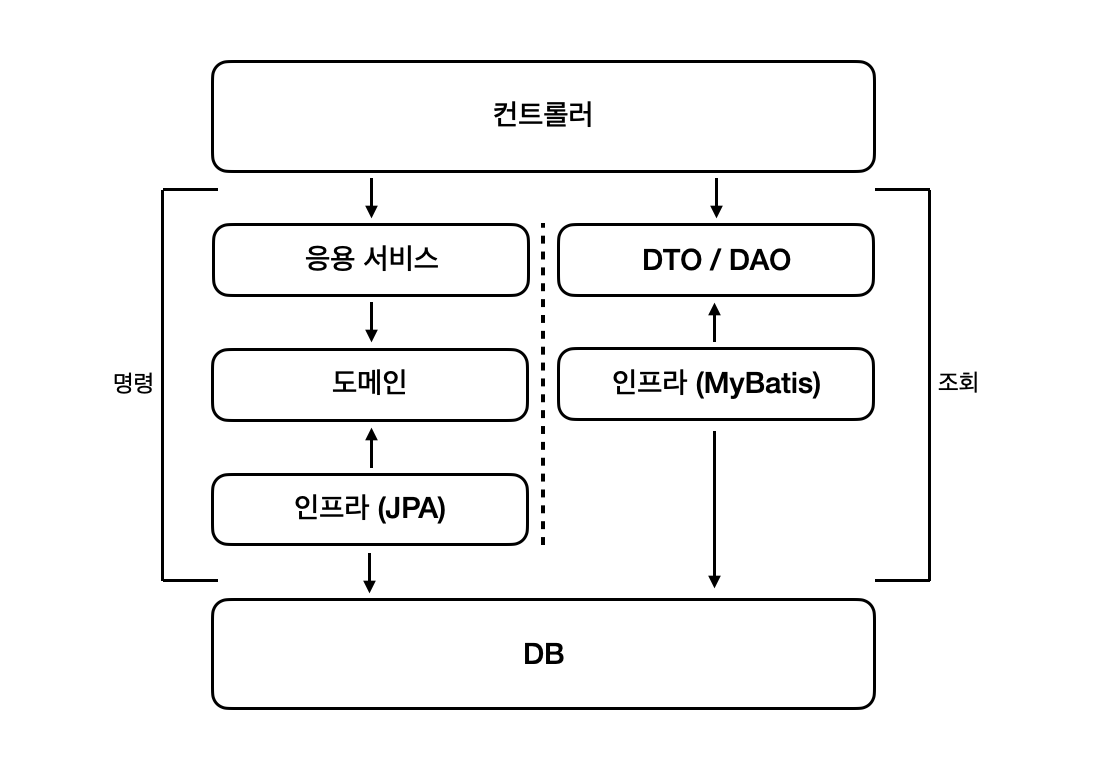 컨트롤러
응용 서비스
DTO / DAO
명령
도메인
인프라 (MyBatis)
조회
인프라 (JPA)
DB